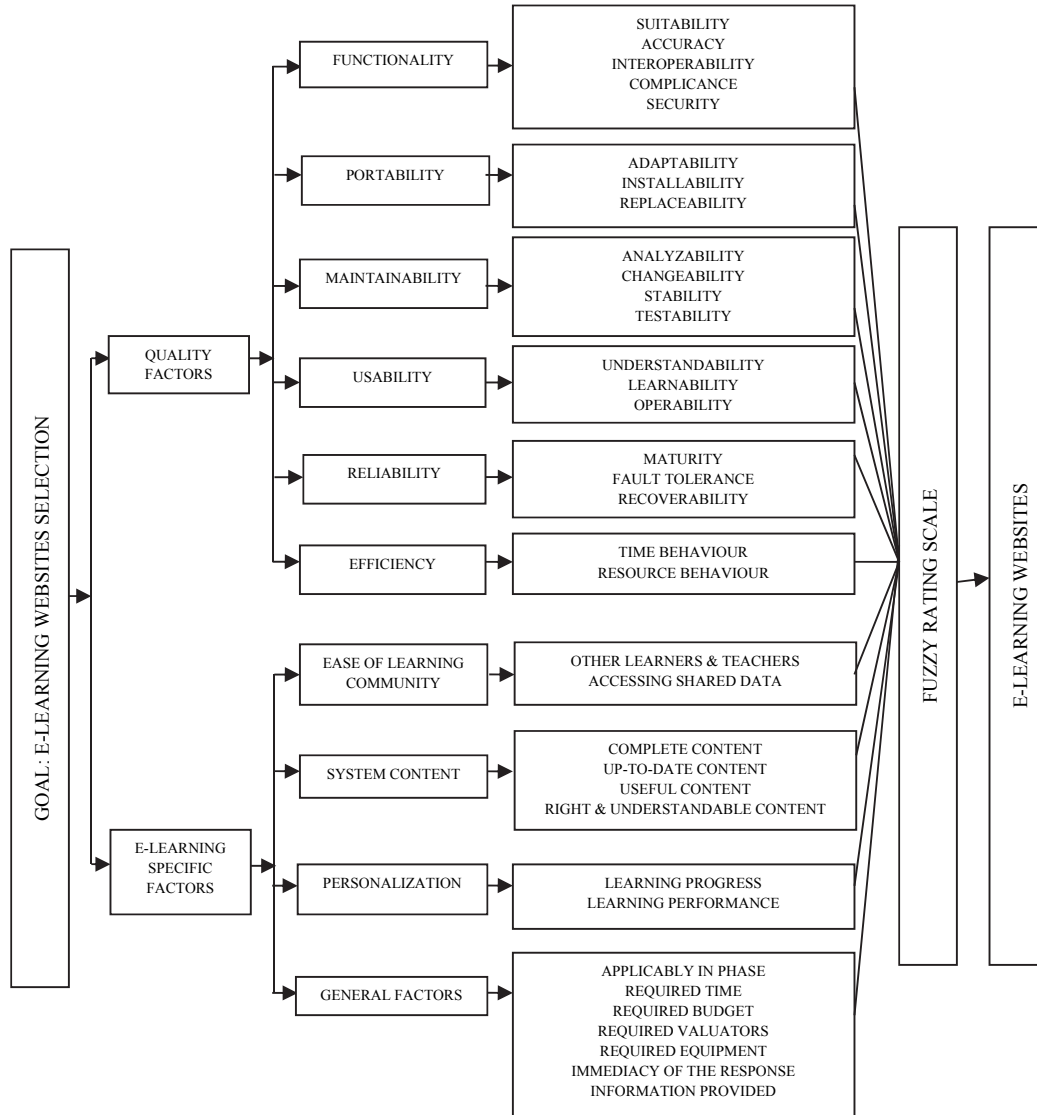 GOAL: E-LEARNING WEBSITES SELECTION
QUALITY
FACTORS
E-LEARNING
SPECIFIC
FACTORS
FUNCTIONALITY
SUITABILITY
ACCURACY
INTEROPERABILITY
COMPLICANCE
SECURITY
PORTABILITY
ADAPTABILITY
INSTALLABILITY
REPLACEABILITY
MAINTAINABILITY
ANALYZABILITY
CHANGEABILITY
STABILITY
TESTABILITY
USABILITY
UNDERSTANDABILITY
LEARNABILITY
OPERABILITY
RELIABILITY
MATURITY
FAULT TOLERANCE
RECOVERABILITY
EFFICIENCY
TIME BEHAVIOUR
RESOURCE BEHAVIOUR
EASE OF LEARNING
COMMUNITY
OTHER LEARNERS & TEACHERS
ACCESSING SHARED DATA
SYSTEM CONTENT
COMPLETE CONTENT
UP-TO-DATE CONTENT
USEFUL CONTENT
RIGHT & UNDERSTANDABLE CONTENT
PERSONALIZATION
LEARNING PROGRESS
LEARNING PERFORMANCE
GENERAL FACTORS
APPLICABLY IN PHASE
REQUIRED TIME
REQUIRED BUDGET
REQUIRED VALUATORS
REQUIRED EQUIPMENT
IMMEDIACY OF THE RESPONSE
INFORMATION PROVIDED
FUZZY RATING SCALE
E-LEARNING WEBSITES